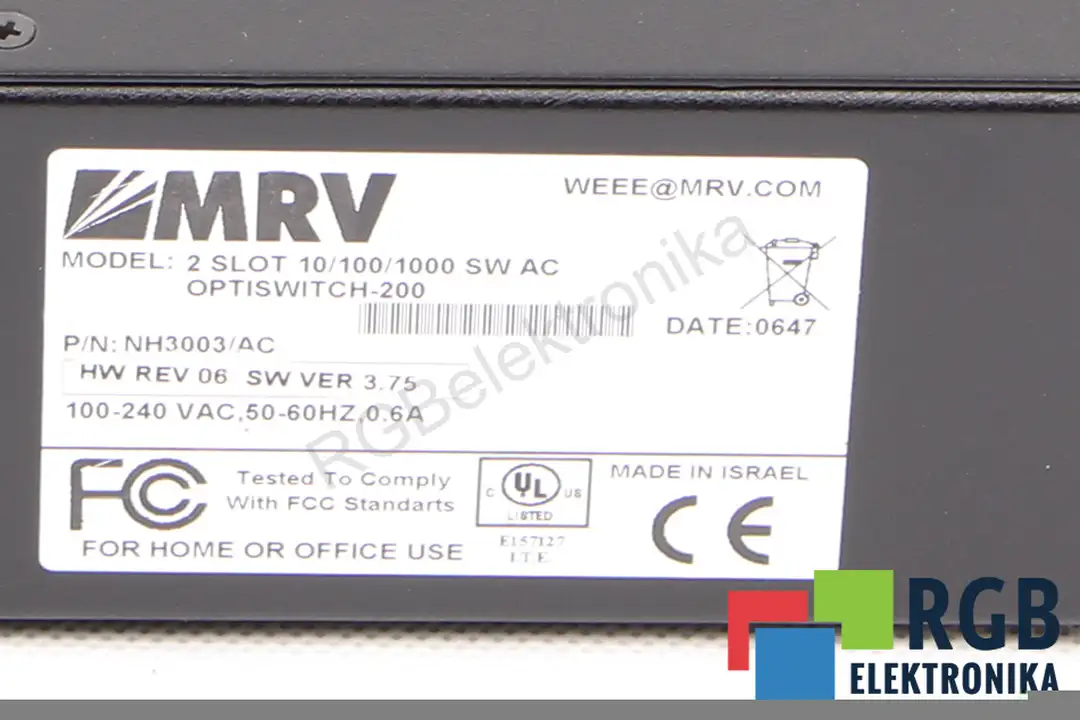 MRV
WEEE@MRV.COM
MODEL: 2 SLOT 10/100/1000 SW AC
OPTISWITCH-200
DATE:0647
P/N: NH3003/AC
HW REV 06 SW VER 3.75
100-240 VAC,50-60HZ,0.6A
RGBelektronika
FC
Tested To Comply
With FCC Standarts
FOR HOME OR OFFICE USE
C UL US
LISTED
E157127
ITE
MADE IN ISRAEL
CE
RGB
ELEKTRONIKA